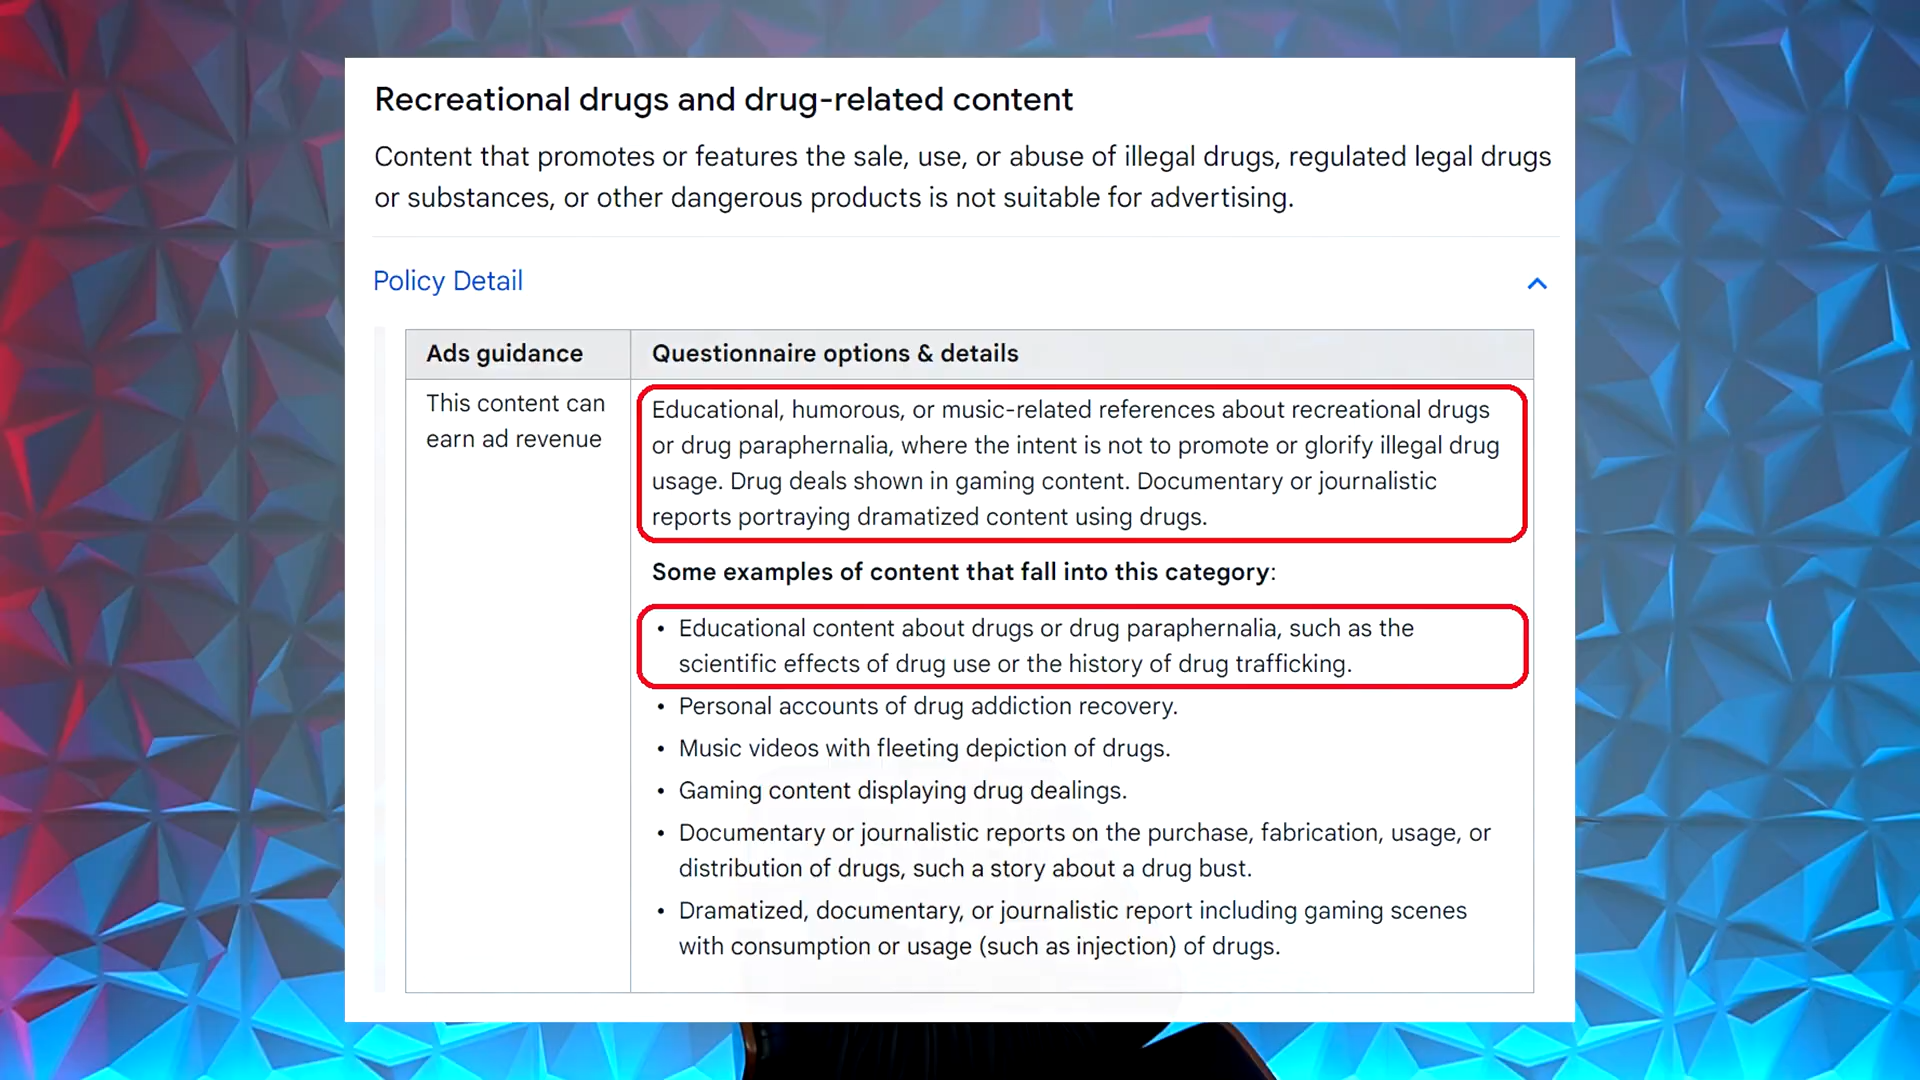 Recreational drugs and drug-related content
Content that promotes or features the sale, use, or abuse of illegal drugs, regulated legal drugs
or substances, or other dangerous products is not suitable for advertising.
Policy Detail
Ads guidance
Questionnaire options & details
This content can
earn ad revenue
Educational, humorous, or music-related references about recreational drugs
or drug paraphernalia, where the intent is not to promote or glorify illegal drug
usage. Drug deals shown in gaming content. Documentary or journalistic
reports portraying dramatized content using drugs.
Some examples of content that fall into this category:
• Educational content about drugs or drug paraphernalia, such as the
scientific effects of drug use or the history of drug trafficking.
• Personal accounts of drug addiction recovery.
• Music videos with fleeting depiction of drugs.
• Gaming content displaying drug dealings.
• Documentary or journalistic reports on the purchase, fabrication, usage, or
distribution of drugs, such a story about a drug bust.
• Dramatized, documentary, or journalistic report including gaming scenes
with consumption or usage (such as injection) of drugs.